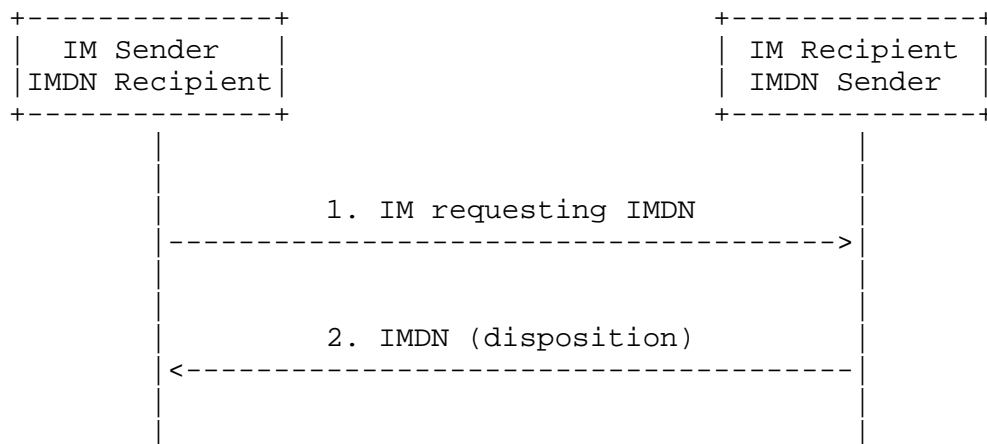 IM Sender IM Recipient
IMDN Recipient IMDN Sender
1. IM requesting IMDN
2. IMDN (disposition)